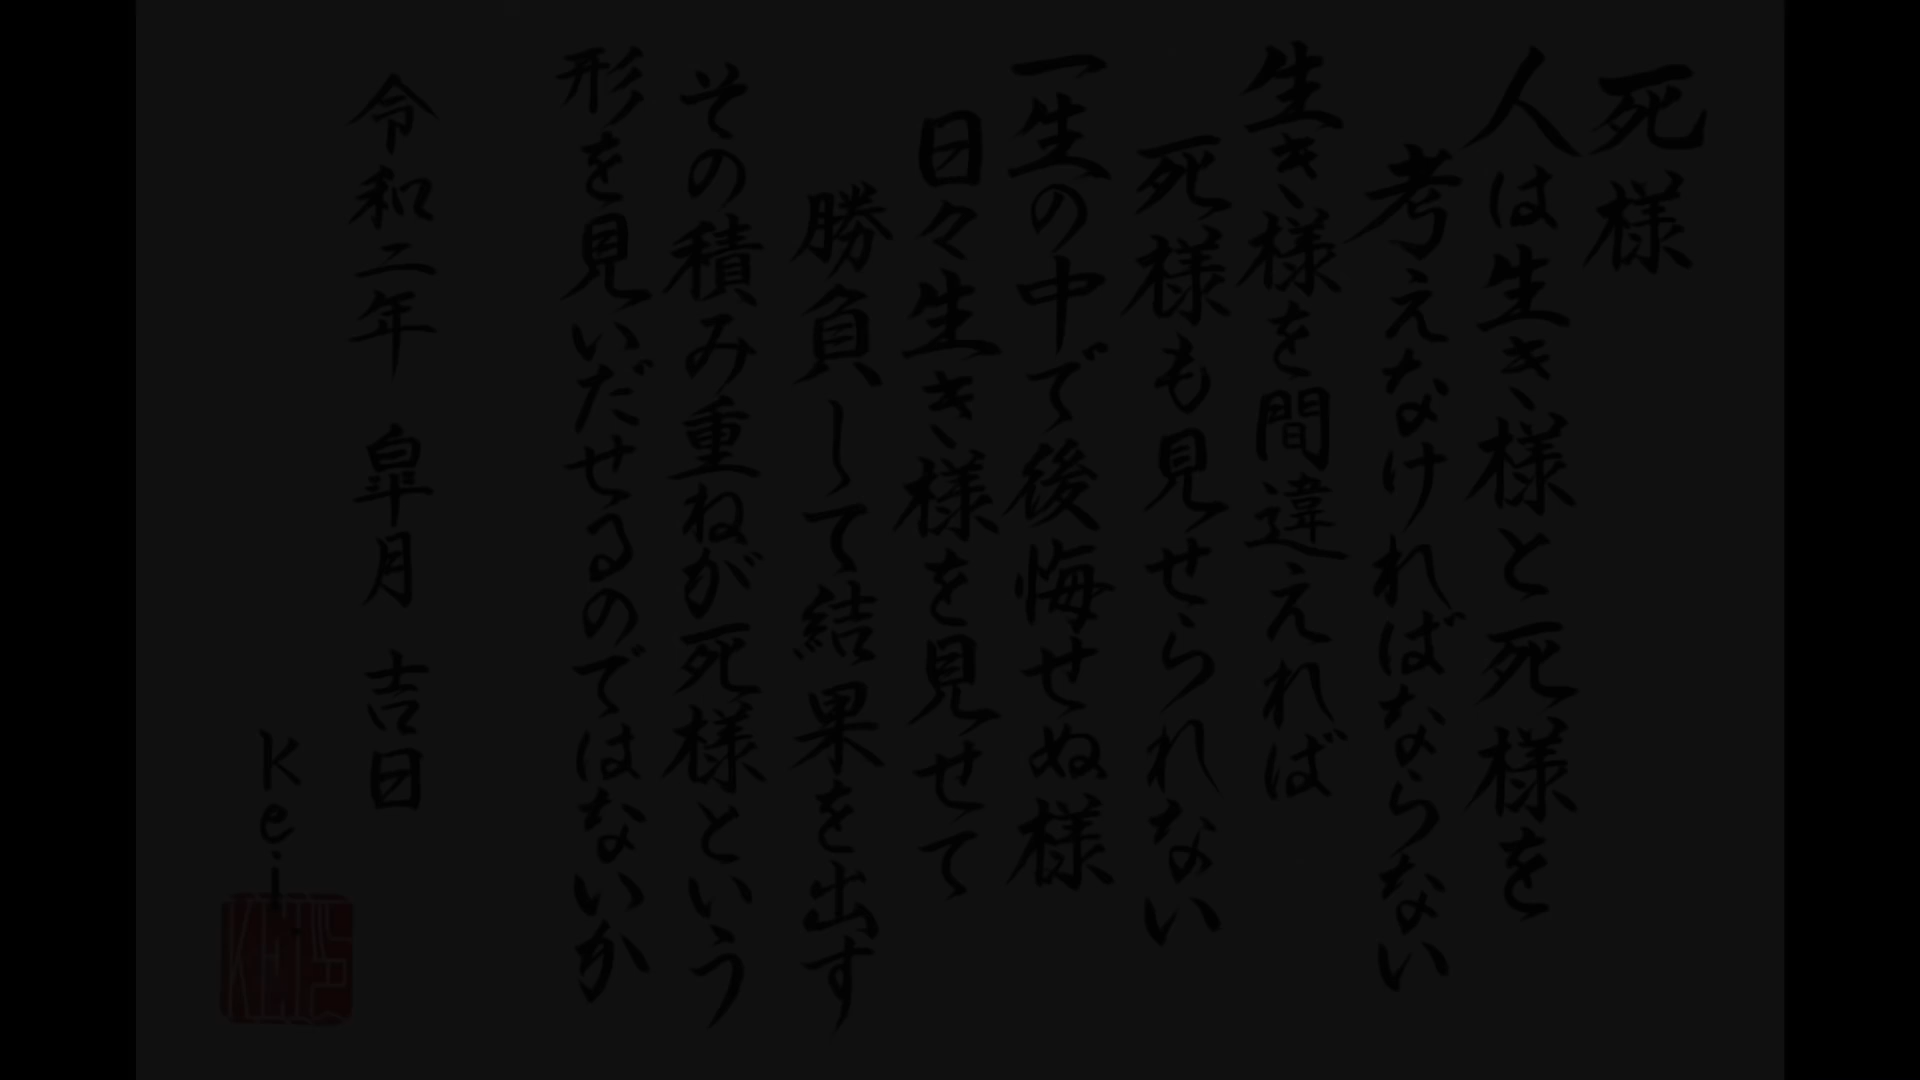 死様
人は生き様と死様を
考えなければならない
生き様を間違えれば
死様も見せられない
一生の中で後悔せぬ様
日々生き様を見せて
勝負して結果を出す
その積み重ねが死様という
形を見いだせるのではないか
令和二年 皐月 吉日
Kei